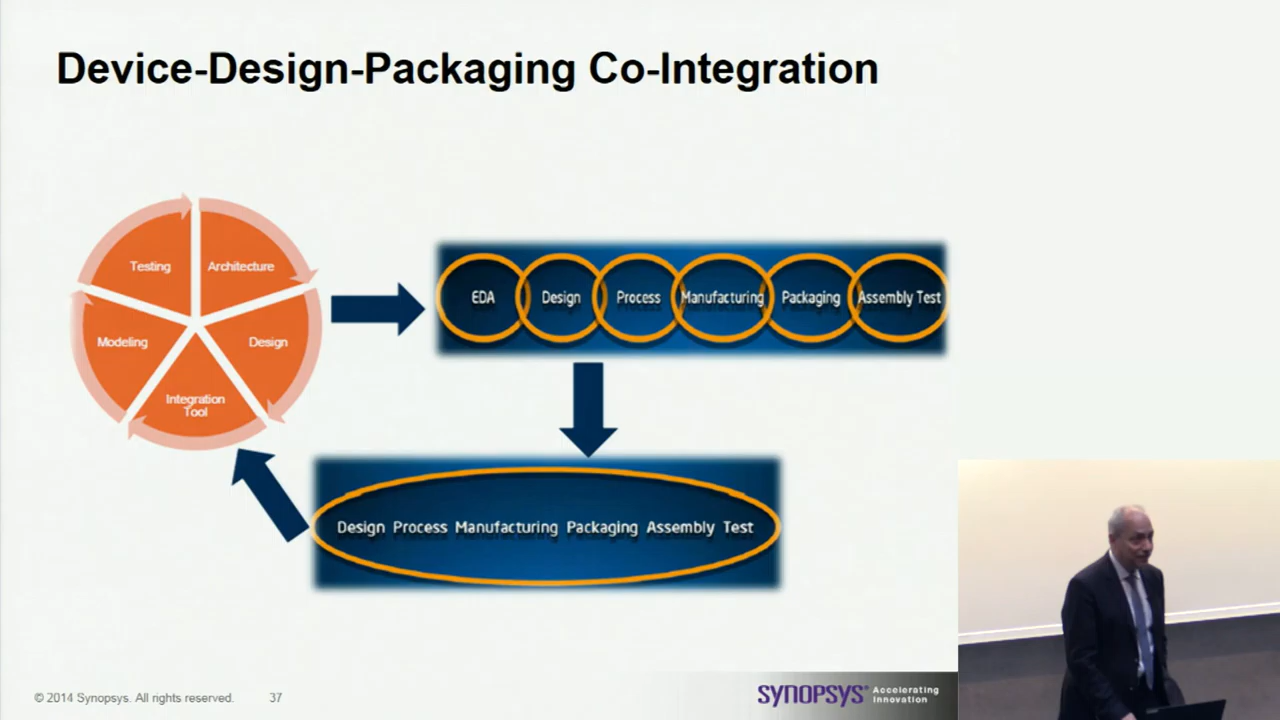 Device-Design-Packaging Co-Integration
Testing
Architecture
Modeling
Design
Integration
Tool
EDA
Design
Process
Manufacturing
Packaging
Assembly Test
Design Process Manufacturing Packaging Assembly Test
© 2014 Synopsys. All rights reserved.
37
SYNOPSYS®
Accelerating
Innovation